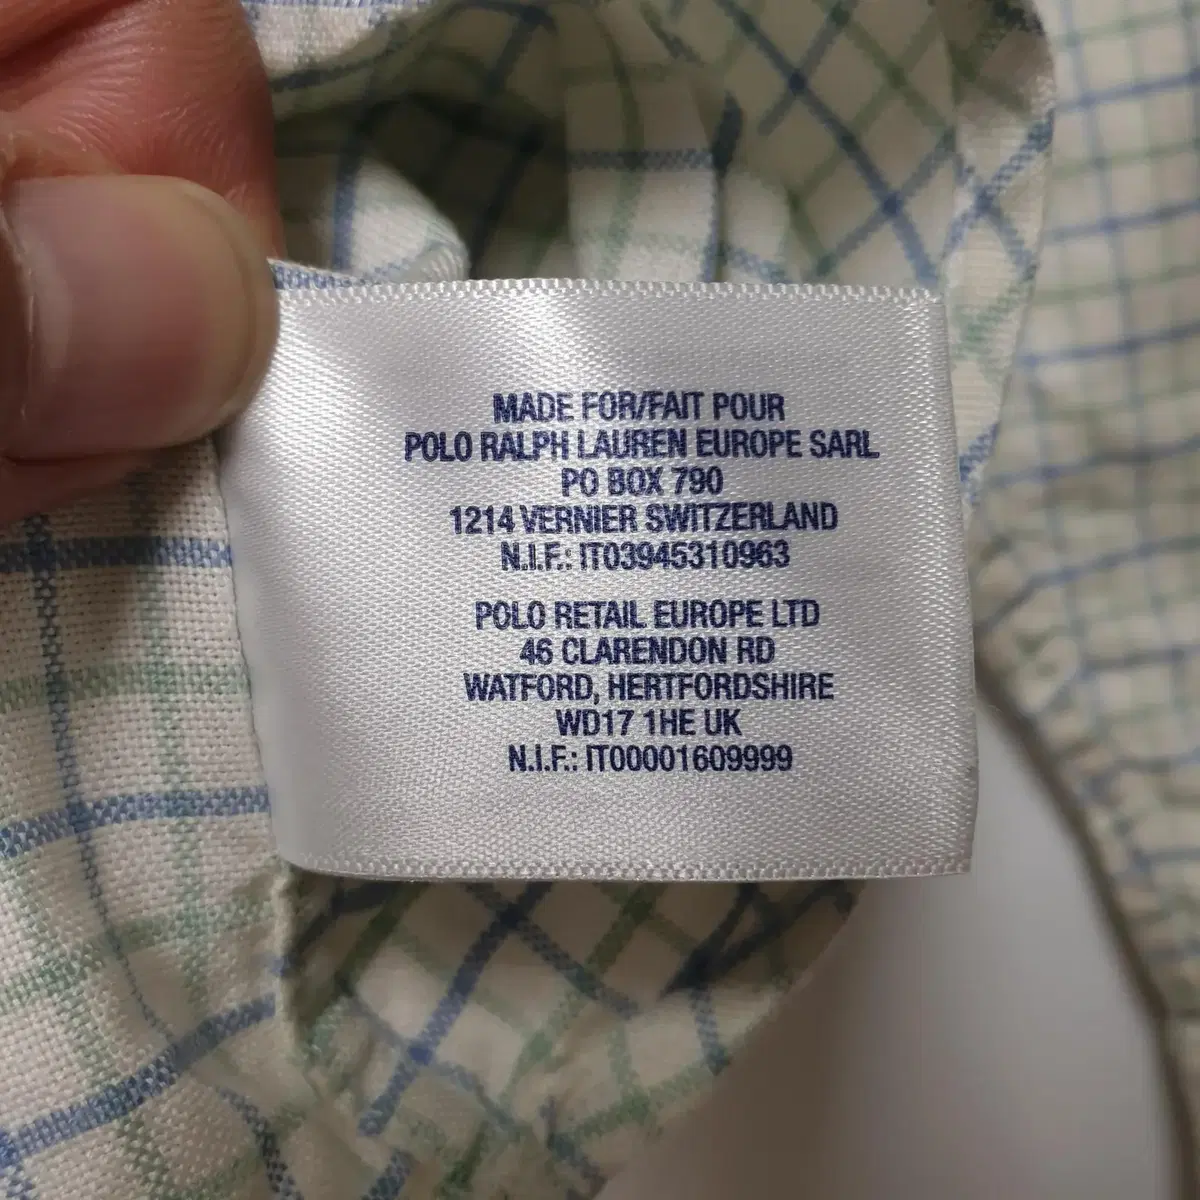 MADE FOR/FAIT POUR
POLO RALPH LAUREN EUROPE SARL
PO BOX 790
1214 VERNIER SWITZERLAND
N.I.F.: IT03945310963
POLO RETAIL EUROPE LTD
46 CLARENDON RD
WATFORD, HERTFORDSHIRE
WD17 1HE UK
N.I.F.: IT00001609999